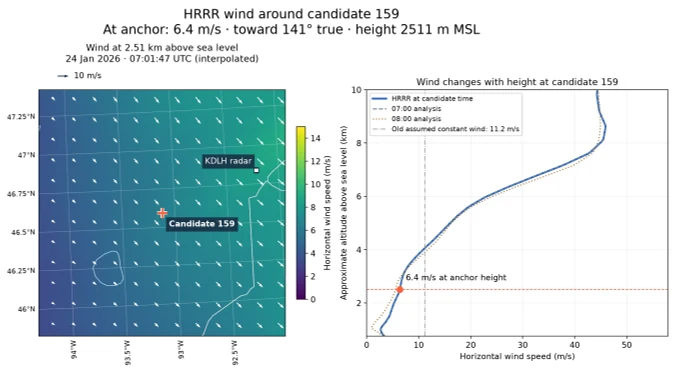 HRRR wind around candidate 159
At anchor: 6.4 m/s · toward 141° true · height 2511 m MSL
Wind at 2.51 km above sea level
24 Jan 2026 · 07:01:47 UTC (interpolated)
10 m/s
47.25°N
47°N
46.75°N
46.5°N
46.25°N
46°N
94°W
93.5°W
93°W
92.5°W
KDLH radar
Candidate 159
14
12
10
8
6
4
2
0
Horizontal wind speed (m/s)
Wind changes with height at candidate 159
HRRR at candidate time
07:00 analysis
08:00 analysis
Old assumed constant wind: 11.2 m/s
6.4 m/s at anchor height
Approximate altitude above sea level (km)
10
8
6
4
2
0
10
20
30
40
50
Horizontal wind speed (m/s)